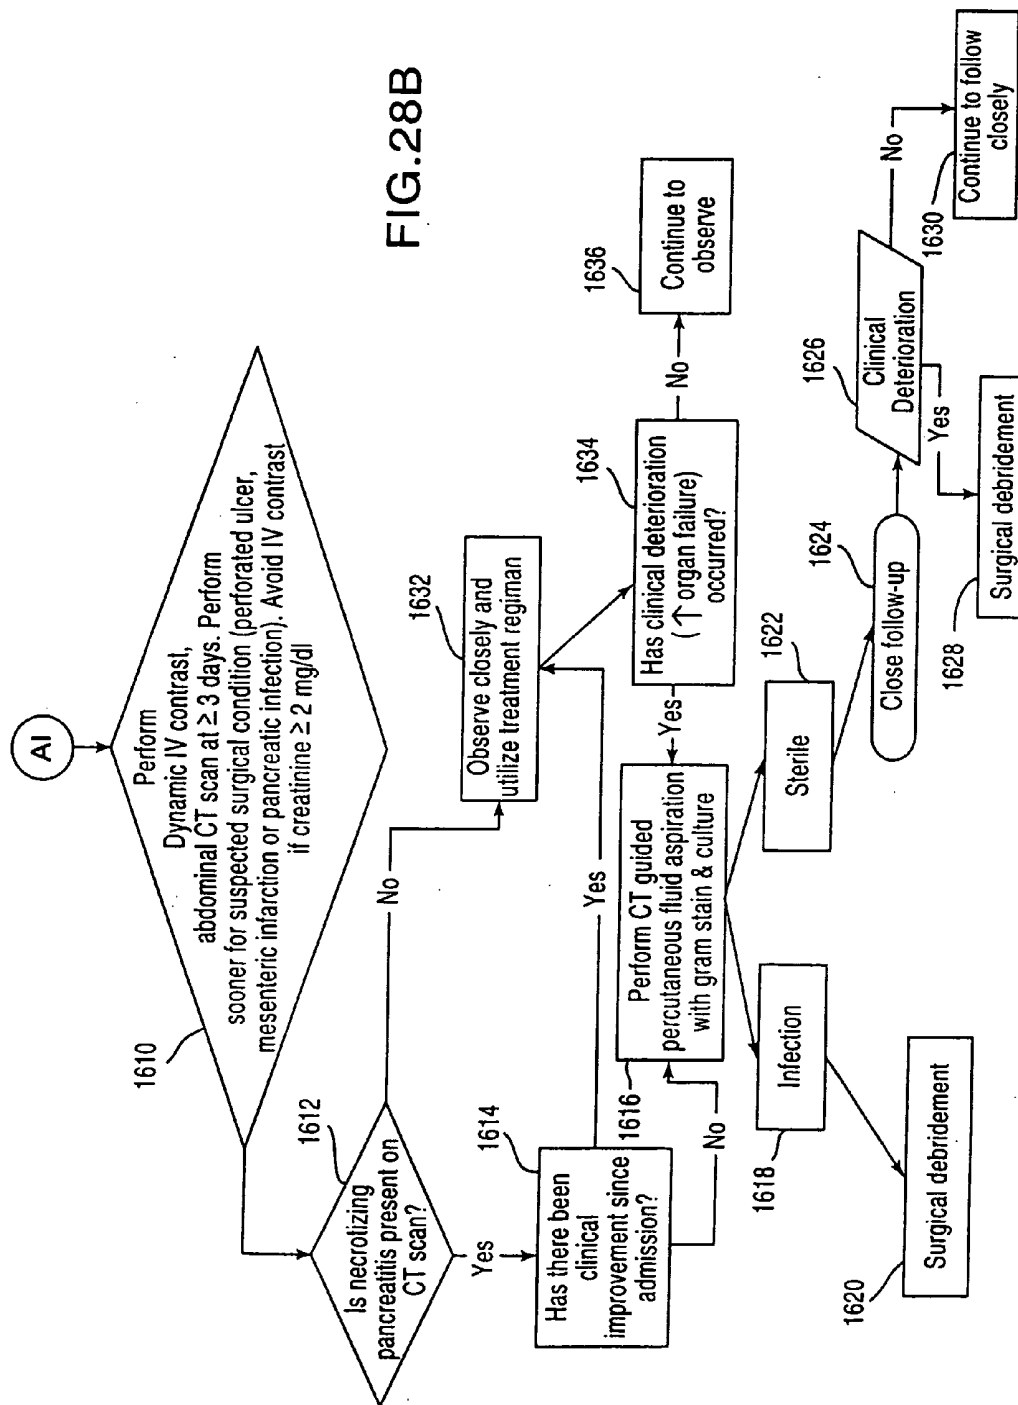 FIG.28B
AI
1610
Perform
Dynamic IV contrast,
abdominal CT scan at ≥ 3 days. Perform
sooner for suspected surgical condition (perforated ulcer,
mesenteric infarction or pancreatic infection). Avoid IV contrast
if creatinine ≥ 2 mg/dl
1612
Is necrotizing
pancreatitis present on
CT scan?
No
Yes
1632
Observe closely and
utilize treatment regiman
1614
Has there been
clinical
improvement since
admission?
Yes
No
1634
Has clinical deterioration
(↑ organ failure)
occurred?
No
Yes
1636
Continue to
observe
1616
Perform CT guided
percutaneous fluid aspiration
with gram stain & culture
1618
Infection
1622
Sterile
1620
Surgical debridement
1624
Close follow-up
1626
Clinical
Deterioration
Yes
No
1628
Surgical debridement
1630
Continue to follow
closely